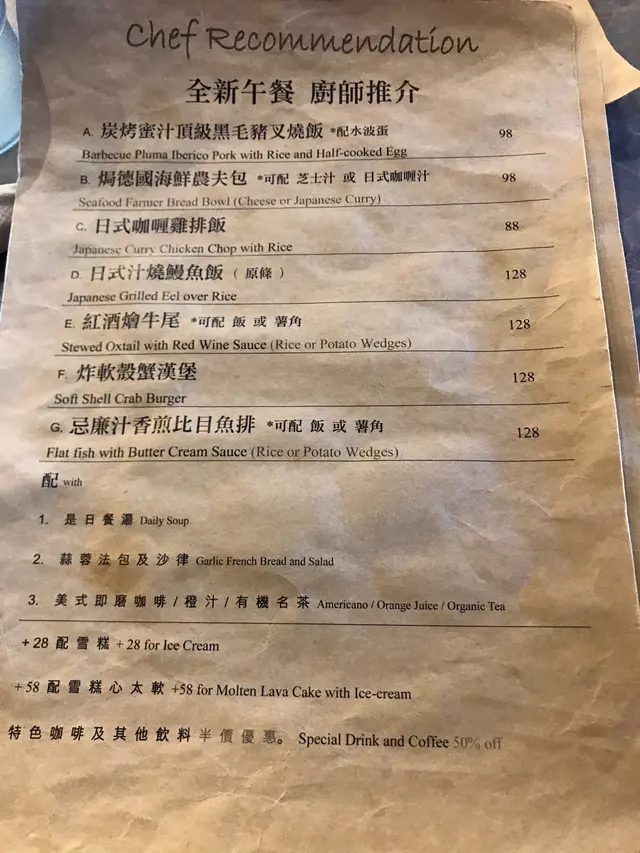 Chef Recommendation
全新午餐 廚師推介
A. 炭烤蜜汁頂級黑毛豬叉燒飯 *配水波蛋 98
Barbecue Pluma Iberico Pork with Rice and Half-cooked Egg
B. 焗德國海鮮農夫包 *可配 芝士汁 或 日式咖喱汁 98
Seafood Farmer Bread Bowl (Cheese or Japanese Curry)
C. 日式咖喱雞排飯 88
Japanese Curry Chicken Chop with Rice
D. 日式汁燒鰻魚飯 ( 原條 ) 128
Japanese Grilled Eel over Rice
E. 紅酒燴牛尾 *可配 飯 或 薯角 128
Stewed Oxtail with Red Wine Sauce (Rice or Potato Wedges)
F. 炸軟殼蟹漢堡 128
Soft Shell Crab Burger
G. 忌廉汁香煎比目魚排 *可配 飯 或 薯角 128
Flat fish with Butter Cream Sauce (Rice or Potato Wedges)
配 with
1. 是日餐湯 Daily Soup
2. 蒜蓉法包及沙律 Garlic French Bread and Salad
3. 美式即磨咖啡 / 橙汁 / 有機名茶 Americano / Orange Juice / Organic Tea
+28 配雪糕 +28 for Ice Cream
+58 配雪糕心太軟 +58 for Molten Lava Cake with Ice-cream
特色咖啡及其他飲料半價優惠。 Special Drink and Coffee 50% off